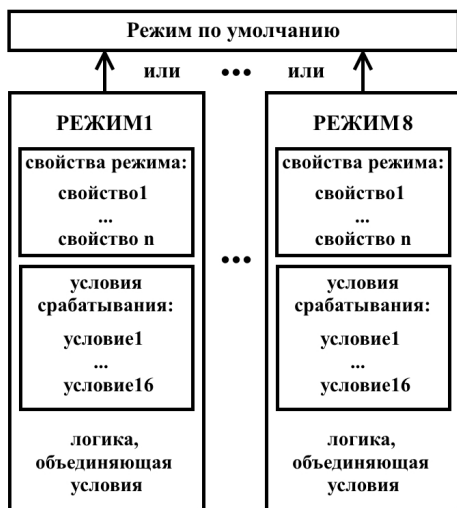 Режим по умолчанию
или ••• или
РЕЖИМ1
свойства режима:
свойство1
...
свойство n
условия
срабатывания:
условие1
...
условие16
логика,
объединяющая
условия
•••
РЕЖИМ8
свойства режима:
свойство1
...
свойство n
условия
срабатывания:
условие1
...
условие16
логика,
объединяющая
условия